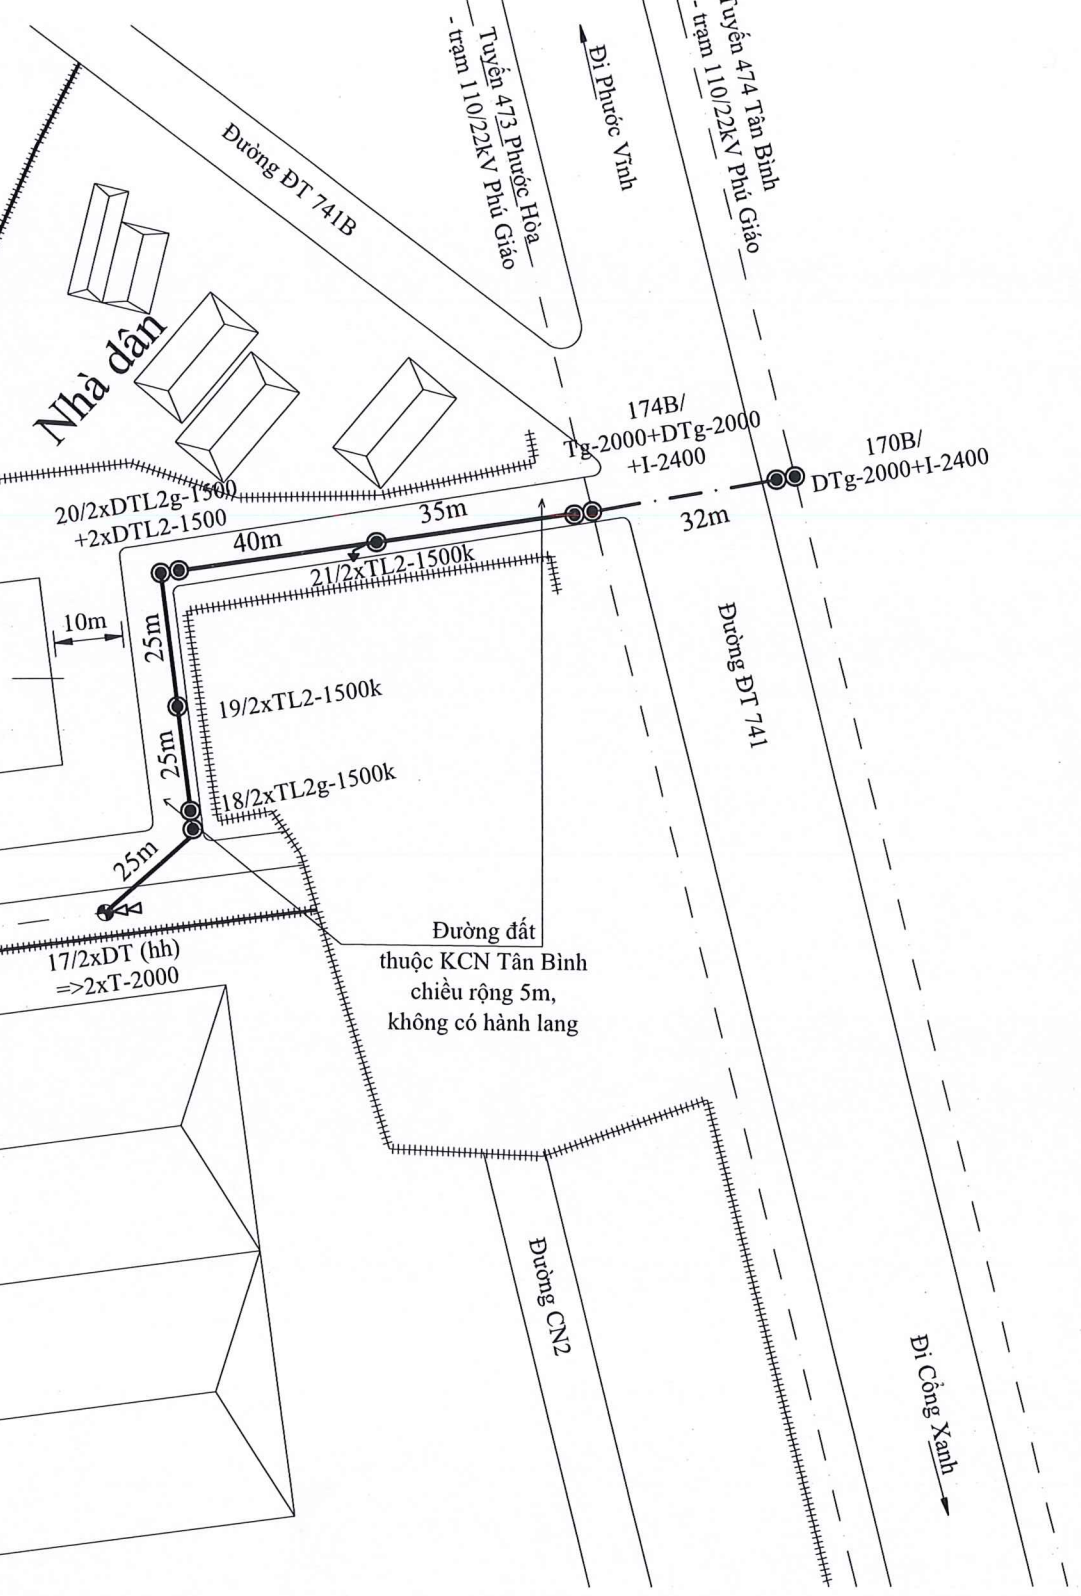 Tuyến 473 Phước Hòa
- trạm 110/22kV Phú Giáo
Đi Phước Vĩnh
Tuyến 474 Tân Bình
- trạm 110/22kV Phú Giáo
Đường ĐT 741B
Nhà dân
174B/
Tg-2000+DTg-2000
+I-2400
170B/
DTg-2000+I-2400
20/2xDTL2g-1500
+2xDTL2-1500
35m
40m
32m
21/2xTL2-1500k
10m
25m
Đường ĐT 741
19/2xTL2-1500k
25m
18/2xTL2g-1500k
25m
17/2xDT (hh)
=>2xT-2000
Đường đất
thuộc KCN Tân Bình
chiều rộng 5m,
không có hành lang
Đường CN2
Đi Cổng Xanh